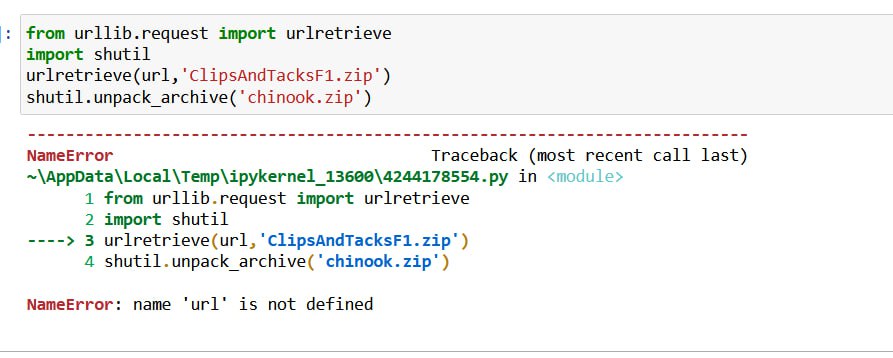 ]: from urllib.request import urlretrieve
import shutil
urlretrieve(url,'ClipsAndTacksF1.zip')
shutil.unpack_archive('chinook.zip')
---------------------------------------------------------------------------
NameError                                 Traceback (most recent call last)
~\AppData\Local\Temp\ipykernel_13600\4244178554.py in <module>
      1 from urllib.request import urlretrieve
      2 import shutil
----> 3 urlretrieve(url,'ClipsAndTacksF1.zip')
      4 shutil.unpack_archive('chinook.zip')
NameError: name 'url' is not defined